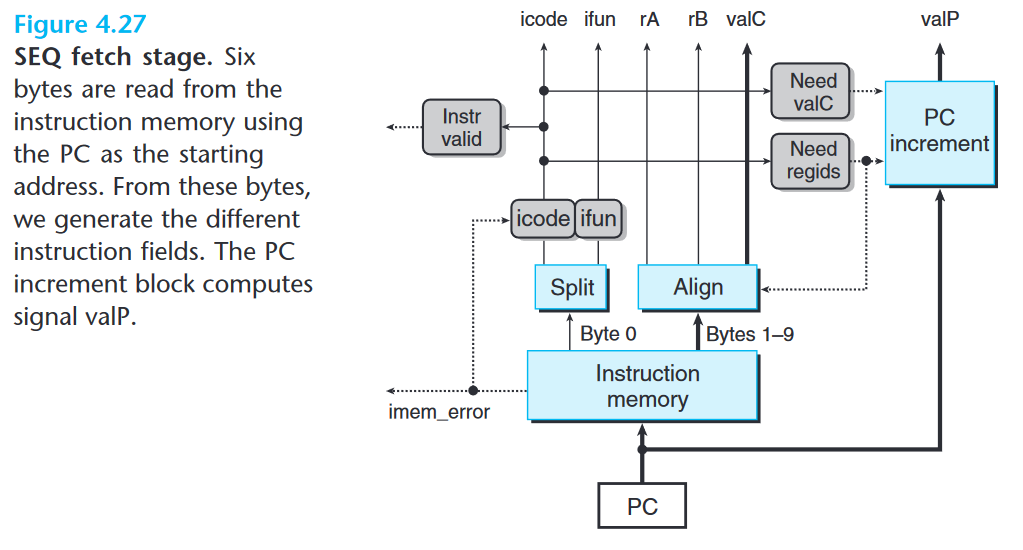 Figure 4.27
SEQ fetch stage. Six
bytes are read from the
instruction memory using
the PC as the starting
address. From these bytes,
we generate the different
instruction fields. The PC
increment block computes
signal valP.
icode ifun rA rB valC valP
Need
valC
PC
increment
Instr
valid
Need
regids
icode ifun
Split
Align
Byte 0
Bytes 1–9
Instruction
memory
imem_error
PC